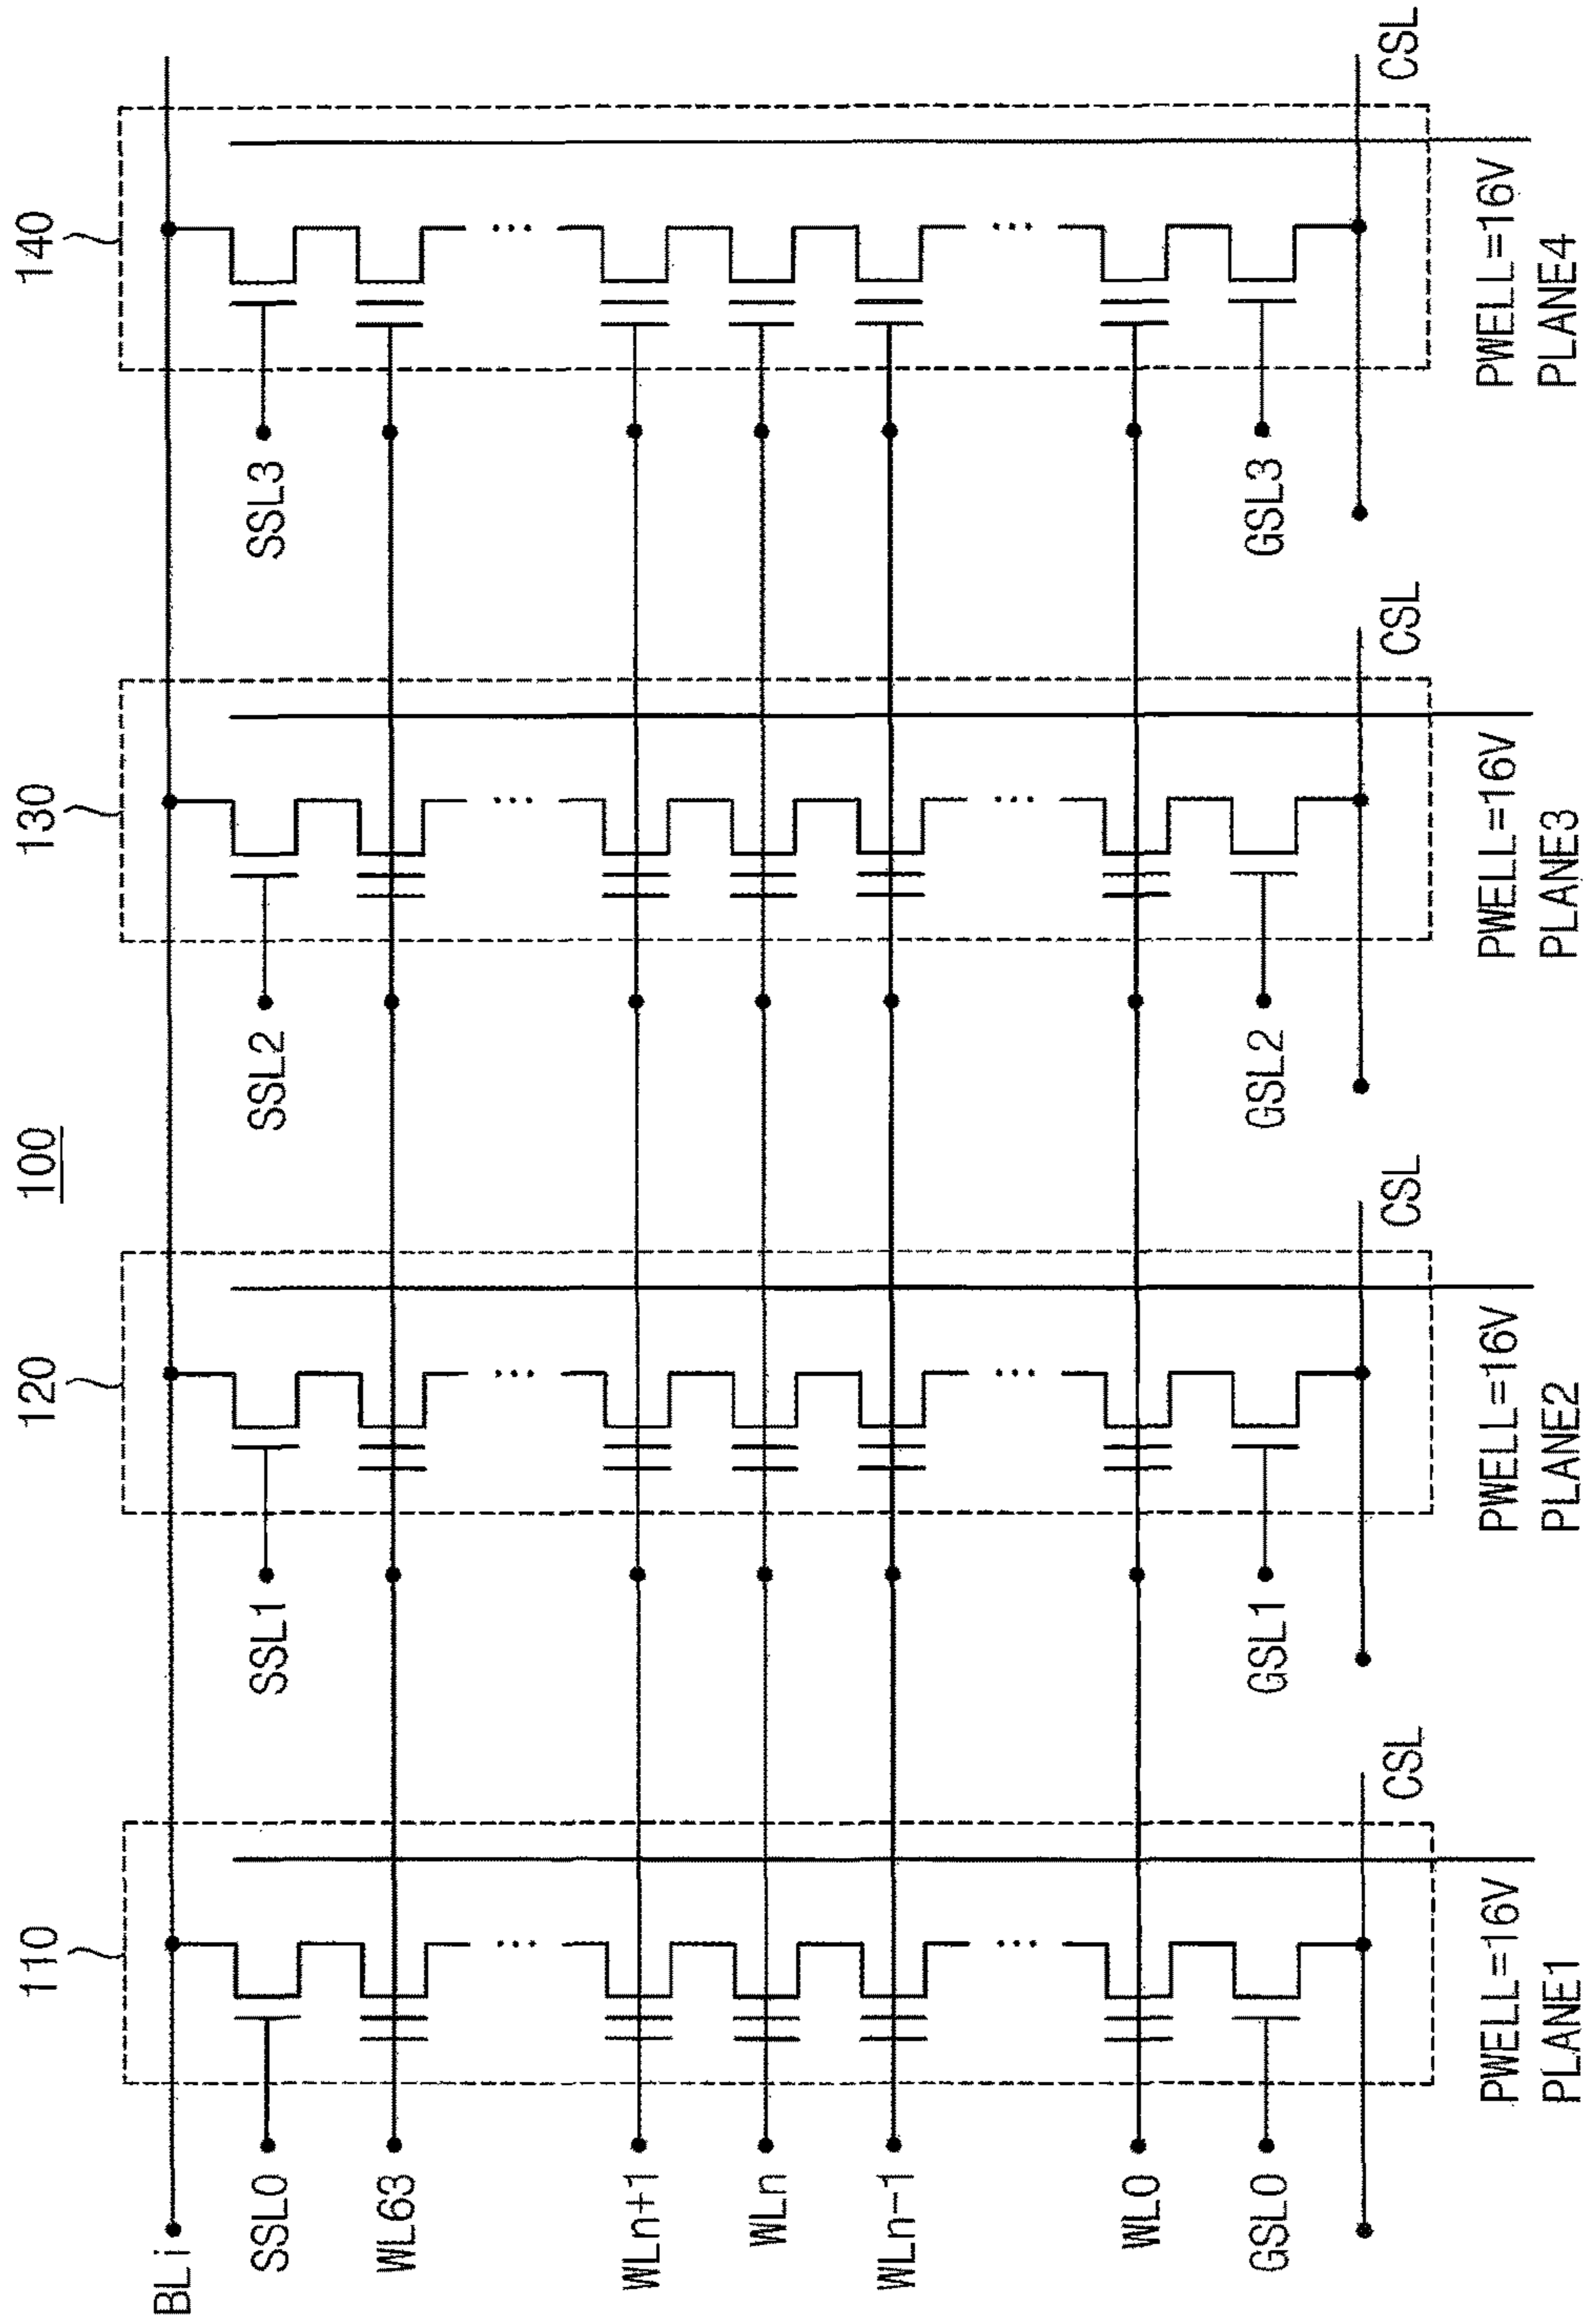 100
110
120
130
140
BLi
SSL0
SSL1
SSL2
SSL3
WL63
WLn+1
WLn
WLn-1
WL0
GSL0
GSL1
GSL2
GSL3
CSL
CSL
CSL
CSL
PWELL=16V
PLANE1
PWELL=16V
PLANE2
PWELL=16V
PLANE3
PWELL=16V
PLANE4